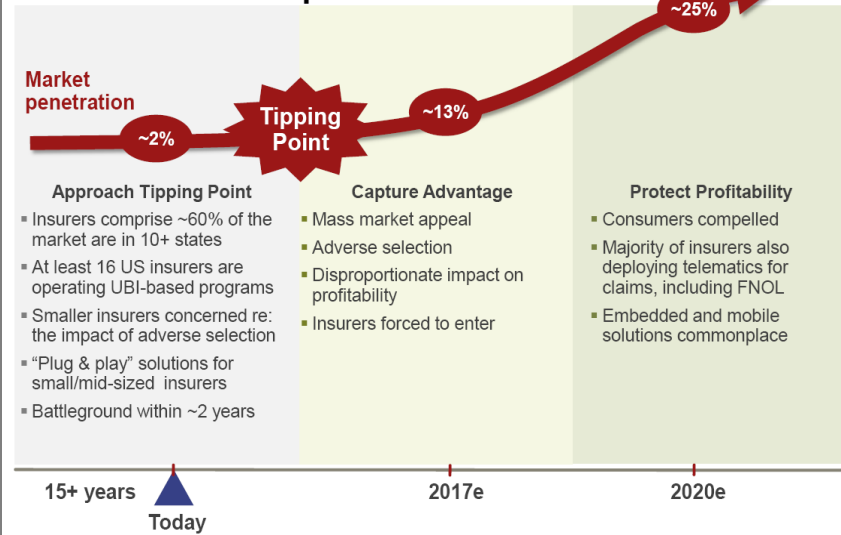 ~25%
Market
penetration
~2%
Tipping
Point
~13%
Approach Tipping Point
▪ Insurers comprise ~60% of the
market are in 10+ states
▪ At least 16 US insurers are
operating UBI-based programs
▪ Smaller insurers concerned re:
the impact of adverse selection
▪ “Plug & play” solutions for
small/mid-sized insurers
▪ Battleground within ~2 years
Capture Advantage
▪ Mass market appeal
▪ Adverse selection
▪ Disproportionate impact on
profitability
▪ Insurers forced to enter
Protect Profitability
▪ Consumers compelled
▪ Majority of insurers also
deploying telematics for
claims, including FNOL
▪ Embedded and mobile
solutions commonplace
15+ years
Today
2017e
2020e